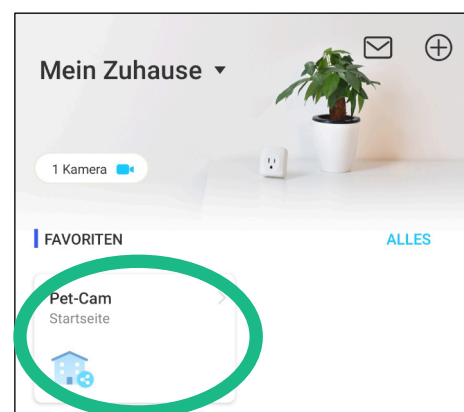 Mein Zuhause
1 Kamera
FAVORITEN
ALLES
Pet-Cam
Startseite